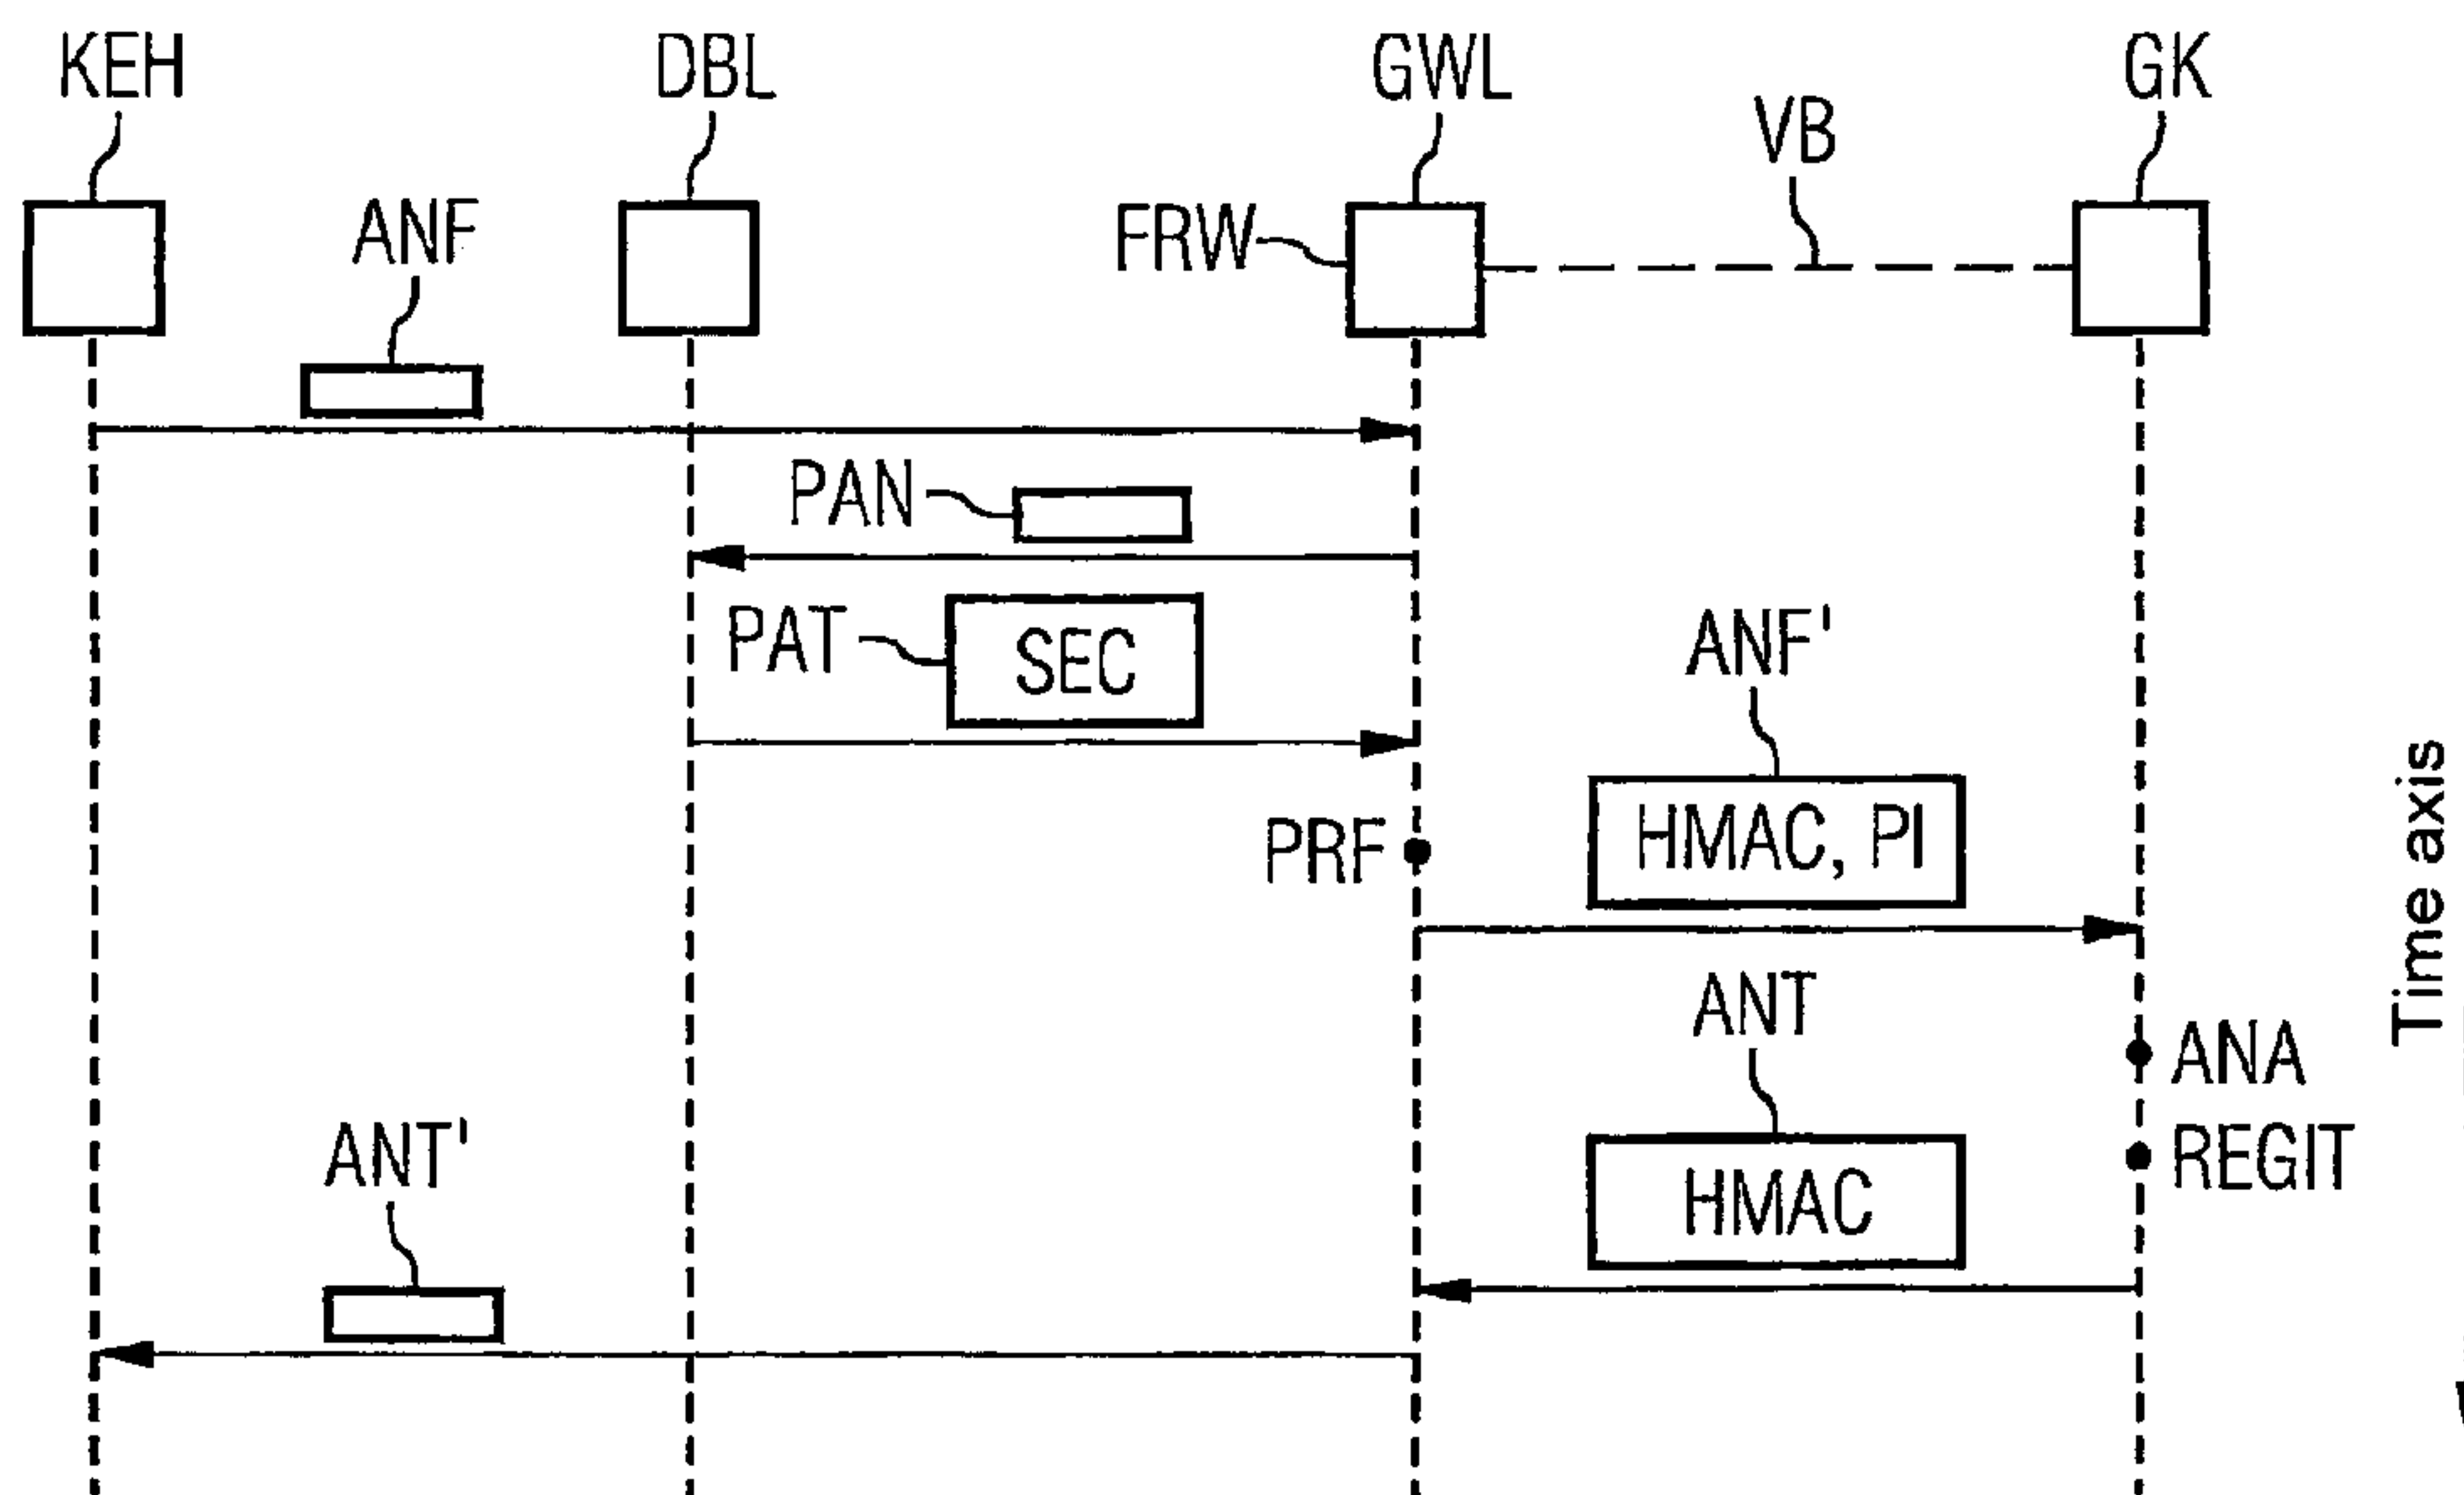 KEH
DBL
GWL
GK
VB
ANF
FRW
PAN
PAT
SEC
ANF'
PRF
HMAC, PI
Time axis
ANT
ANA
REGIT
ANT'
HMAC